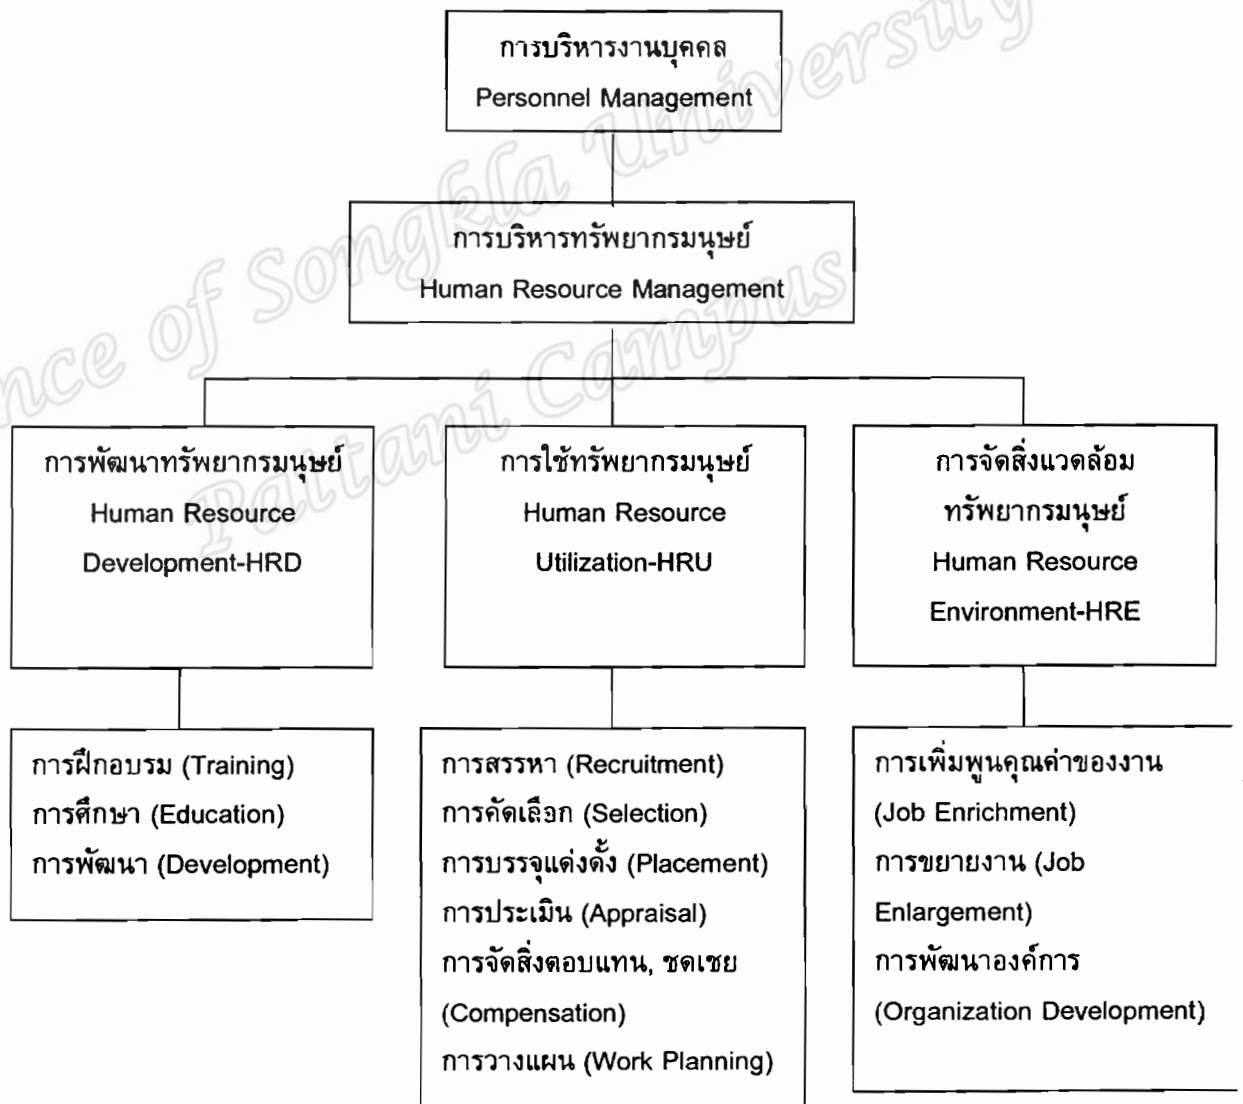 การบริหารงานบุคคล
Personnel Management
การบริหารทรัพยากรมนุษย์
Human Resource Management
การพัฒนาทรัพยากรมนุษย์
Human Resource
Development-HRD
การใช้ทรัพยากรมนุษย์
Human Resource
Utilization-HRU
การจัดสิ่งแวดล้อม
ทรัพยากรมนุษย์
Human Resource
Environment-HRE
การฝึกอบรม (Training)
การศึกษา (Education)
การพัฒนา (Development)
การสรรหา (Recruitment)
การคัดเลือก (Selection)
การบรรจุแต่งตั้ง (Placement)
การประเมิน (Appraisal)
การจัดสิ่งตอบแทน, ชดเชย
(Compensation)
การวางแผน (Work Planning)
การเพิ่มพูนคุณค่าของงาน
(Job Enrichment)
การขยายงาน (Job
Enlargement)
การพัฒนาองค์การ
(Organization Development)
of Songkla University
Pattani Campus